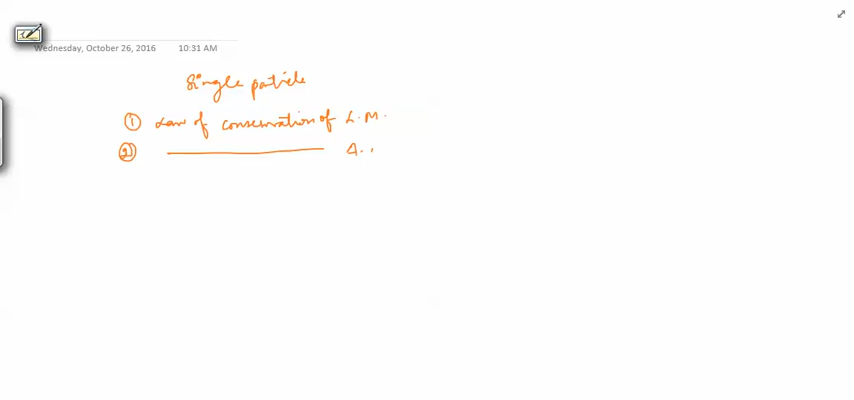 Wednesday, October 26, 2016 10:31 AM
Single particle
① Law of conservation of L.M.
② ———————— A..